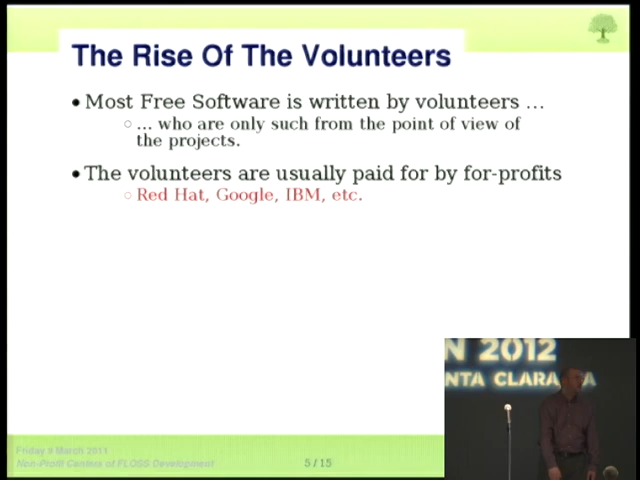 The Rise Of The Volunteers
● Most Free Software is written by volunteers ...
○ ... who are only such from the point of view of
the projects.
● The volunteers are usually paid for by for-profits
○ Red Hat, Google, IBM, etc.
N 2012
NTA CLARA A
Friday 9 March 2011
Non-Profit Centers of FLOSS Development
5 / 15